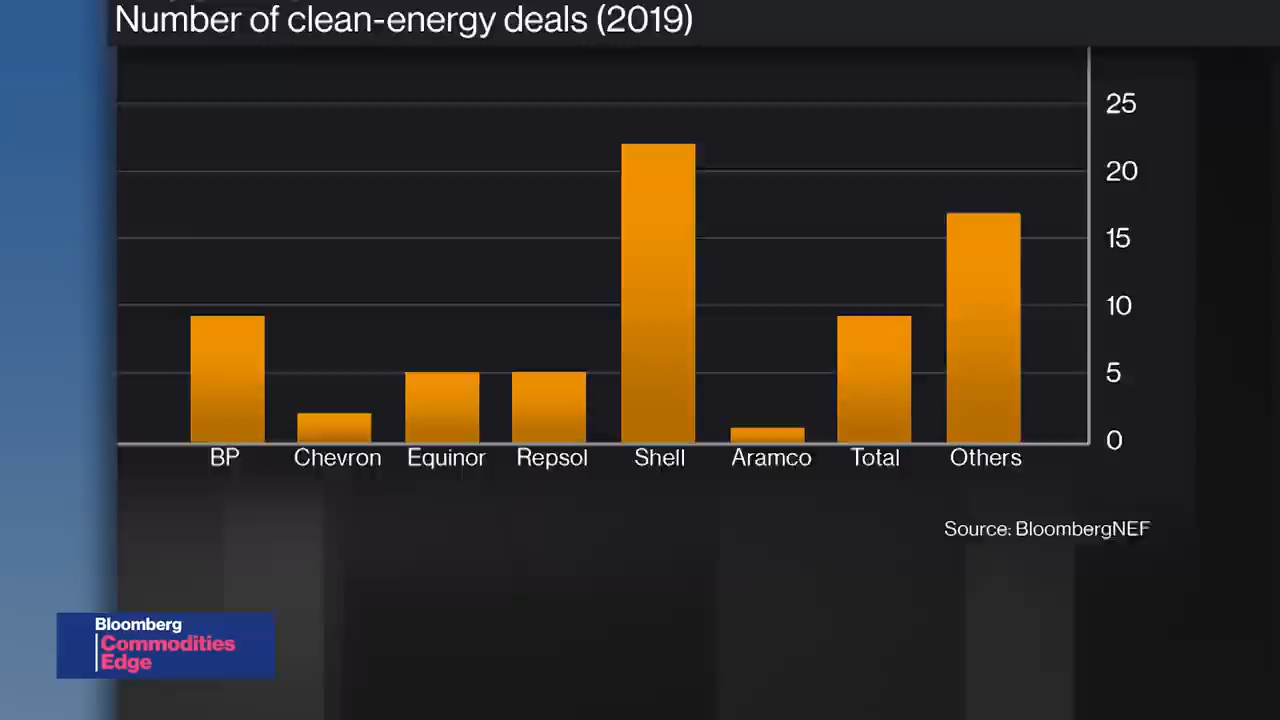 Number of clean-energy deals (2019)
25
20
15
10
5
0
BP Chevron Equinor Repsol Shell Aramco Total Others
Source: BloombergNEF
Bloomberg
Commodities
Edge